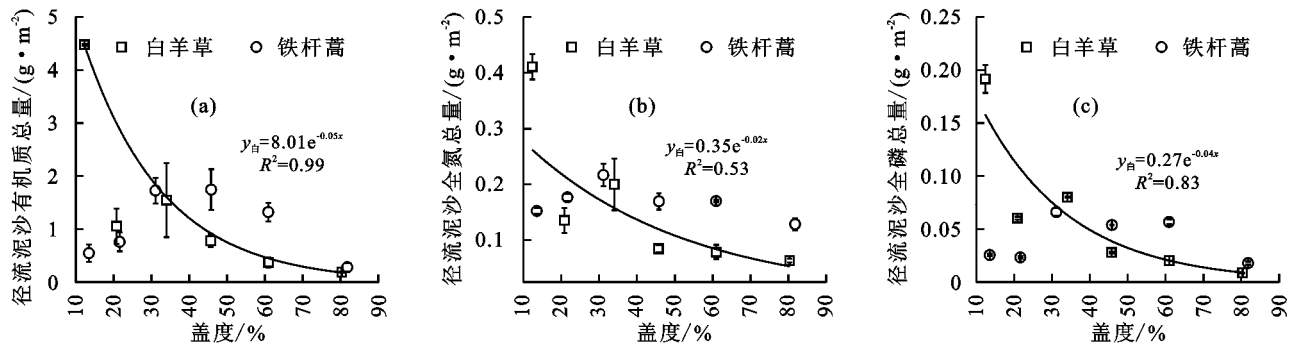 径流泥沙有机质总量/(g·m⁻²)
5
4
3
2
1
0
10 20 30 40 50 60 70 80 90
盖度/%
白羊草 铁杆蒿
(a)
y白=8.01e⁻⁰·⁰⁵ˣ
R²=0.99
径流泥沙全氮总量/(g·m⁻²)
0.5
0.4
0.3
0.2
0.1
10 20 30 40 50 60 70 80 90
盖度/%
白羊草 铁杆蒿
(b)
y白=0.35e⁻⁰·⁰²ˣ
R²=0.53
径流泥沙全磷总量/(g·m⁻²)
0.25
0.20
0.15
0.10
0.05
0
10 20 30 40 50 60 70 80 90
盖度/%
白羊草 铁杆蒿
(c)
y白=0.27e⁻⁰·⁰⁴ˣ
R²=0.83